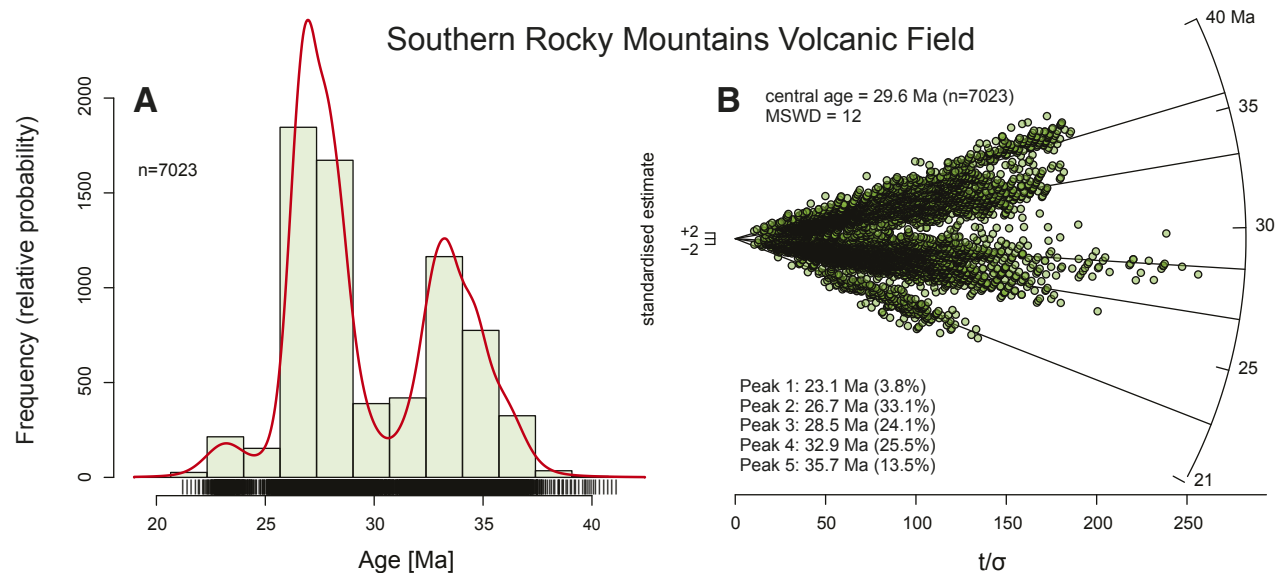 Southern Rocky Mountains Volcanic Field
A
n=7023
Frequency (relative probability)
2000
1500
1000
500
0
20
25
30
35
40
Age [Ma]
B
central age = 29.6 Ma (n=7023)
MSWD = 12
standardised estimate
+2
−2
40 Ma
35
30
25
21
Peak 1: 23.1 Ma (3.8%)
Peak 2: 26.7 Ma (33.1%)
Peak 3: 28.5 Ma (24.1%)
Peak 4: 32.9 Ma (25.5%)
Peak 5: 35.7 Ma (13.5%)
0
50
100
150
200
250
t/σ